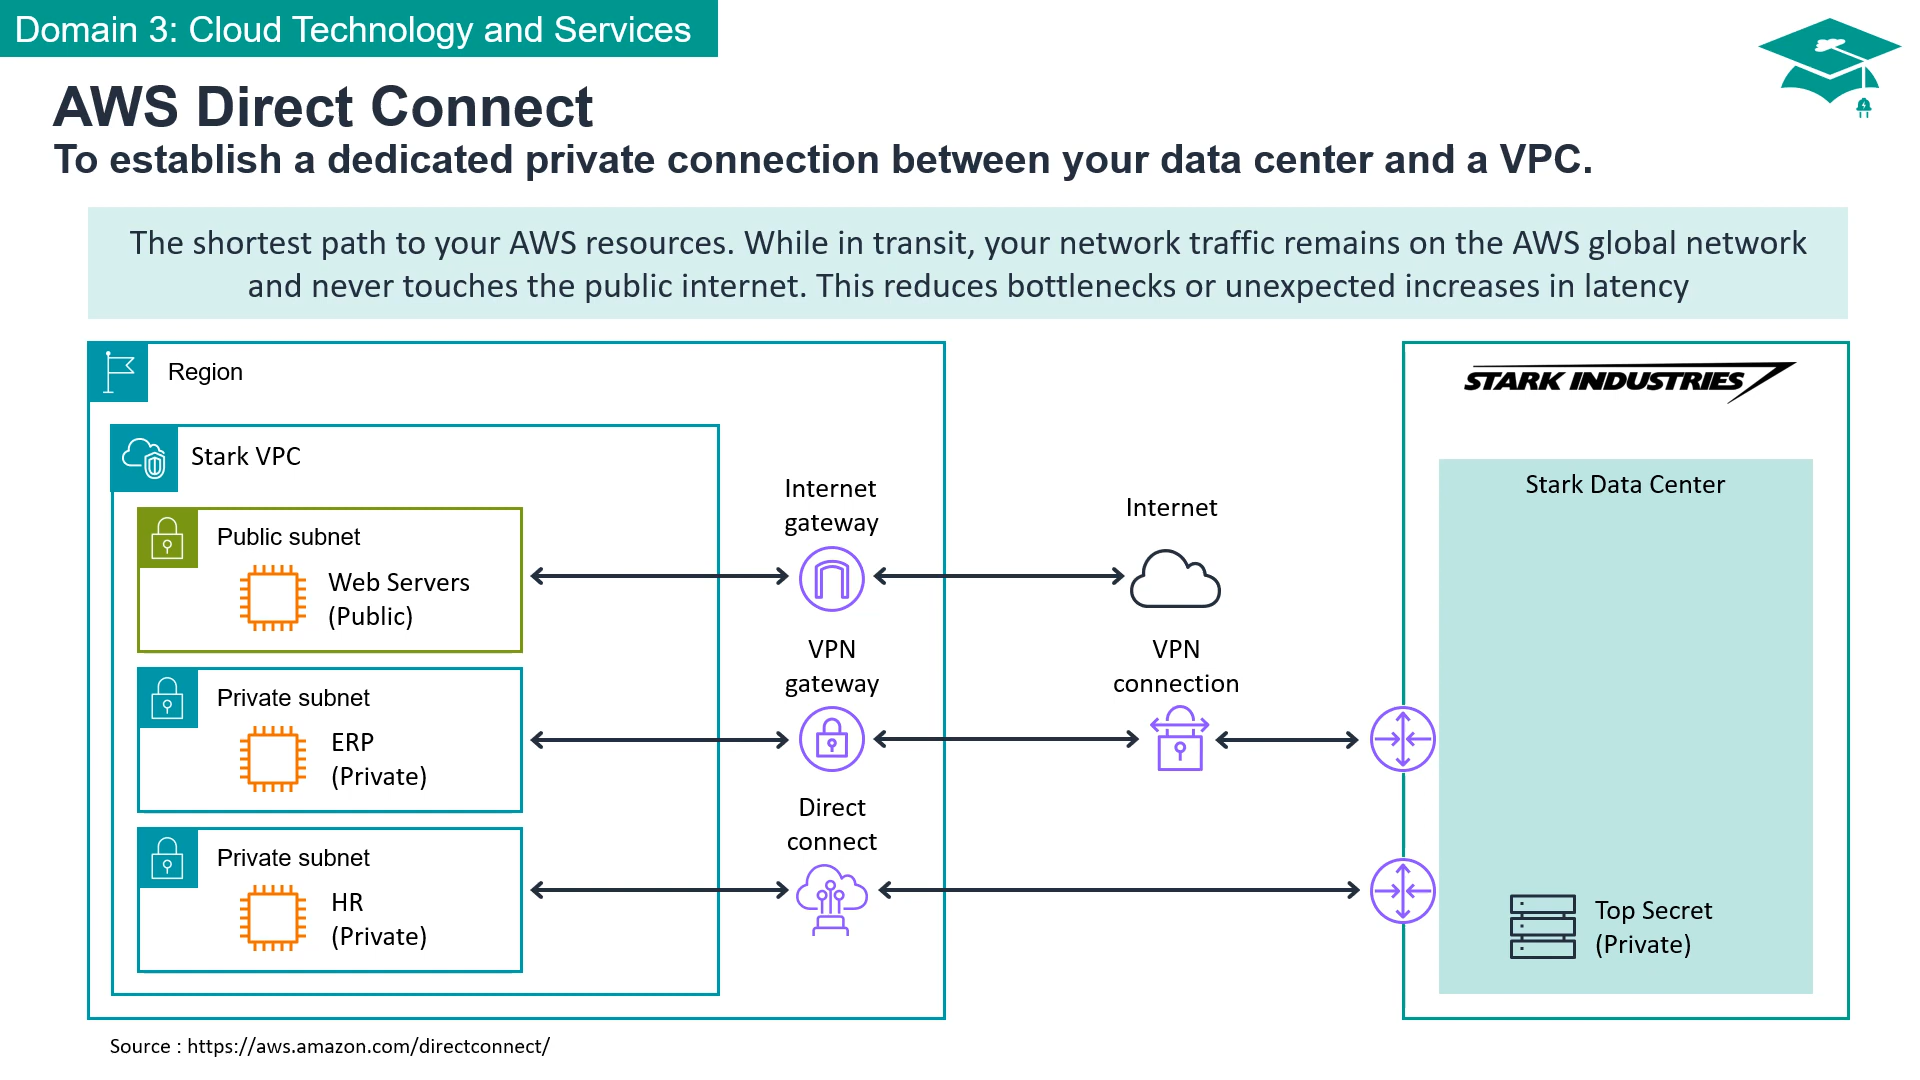 Domain 3: Cloud Technology and Services
AWS Direct Connect
To establish a dedicated private connection between your data center and a VPC.
The shortest path to your AWS resources. While in transit, your network traffic remains on the AWS global network
and never touches the public internet. This reduces bottlenecks or unexpected increases in latency
Region
STARK INDUSTRIES
Stark VPC
Stark Data Center
Internet
gateway
Internet
Public subnet
Web Servers
(Public)
VPN
gateway
VPN
connection
Private subnet
ERP
(Private)
Direct
connect
Private subnet
HR
(Private)
Top Secret
(Private)
Source : https://aws.amazon.com/directconnect/